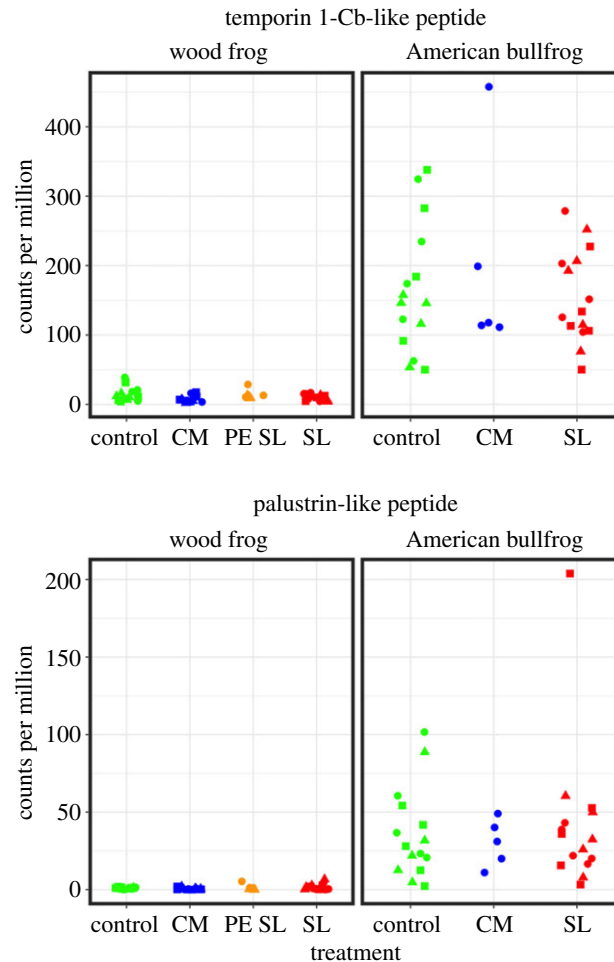 temporin 1-Cb-like peptide
wood frog American bullfrog
counts per million
400
300
200
100
0
control CM PE SL SL control CM SL
palustrin-like peptide
wood frog American bullfrog
counts per million
200
150
100
50
0
control CM PE SL SL control CM SL
treatment